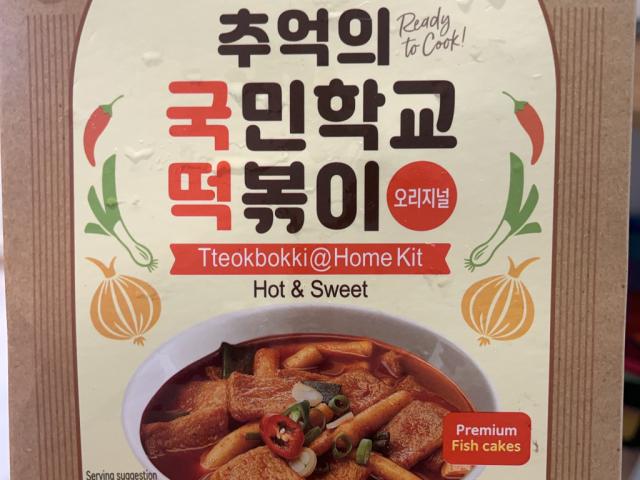 추억의
Ready
to Cook!
국민학교
떡볶이
오리지널
Tteokbokki@Home Kit
Hot & Sweet
Premium
Fish cakes
Serving suggestion